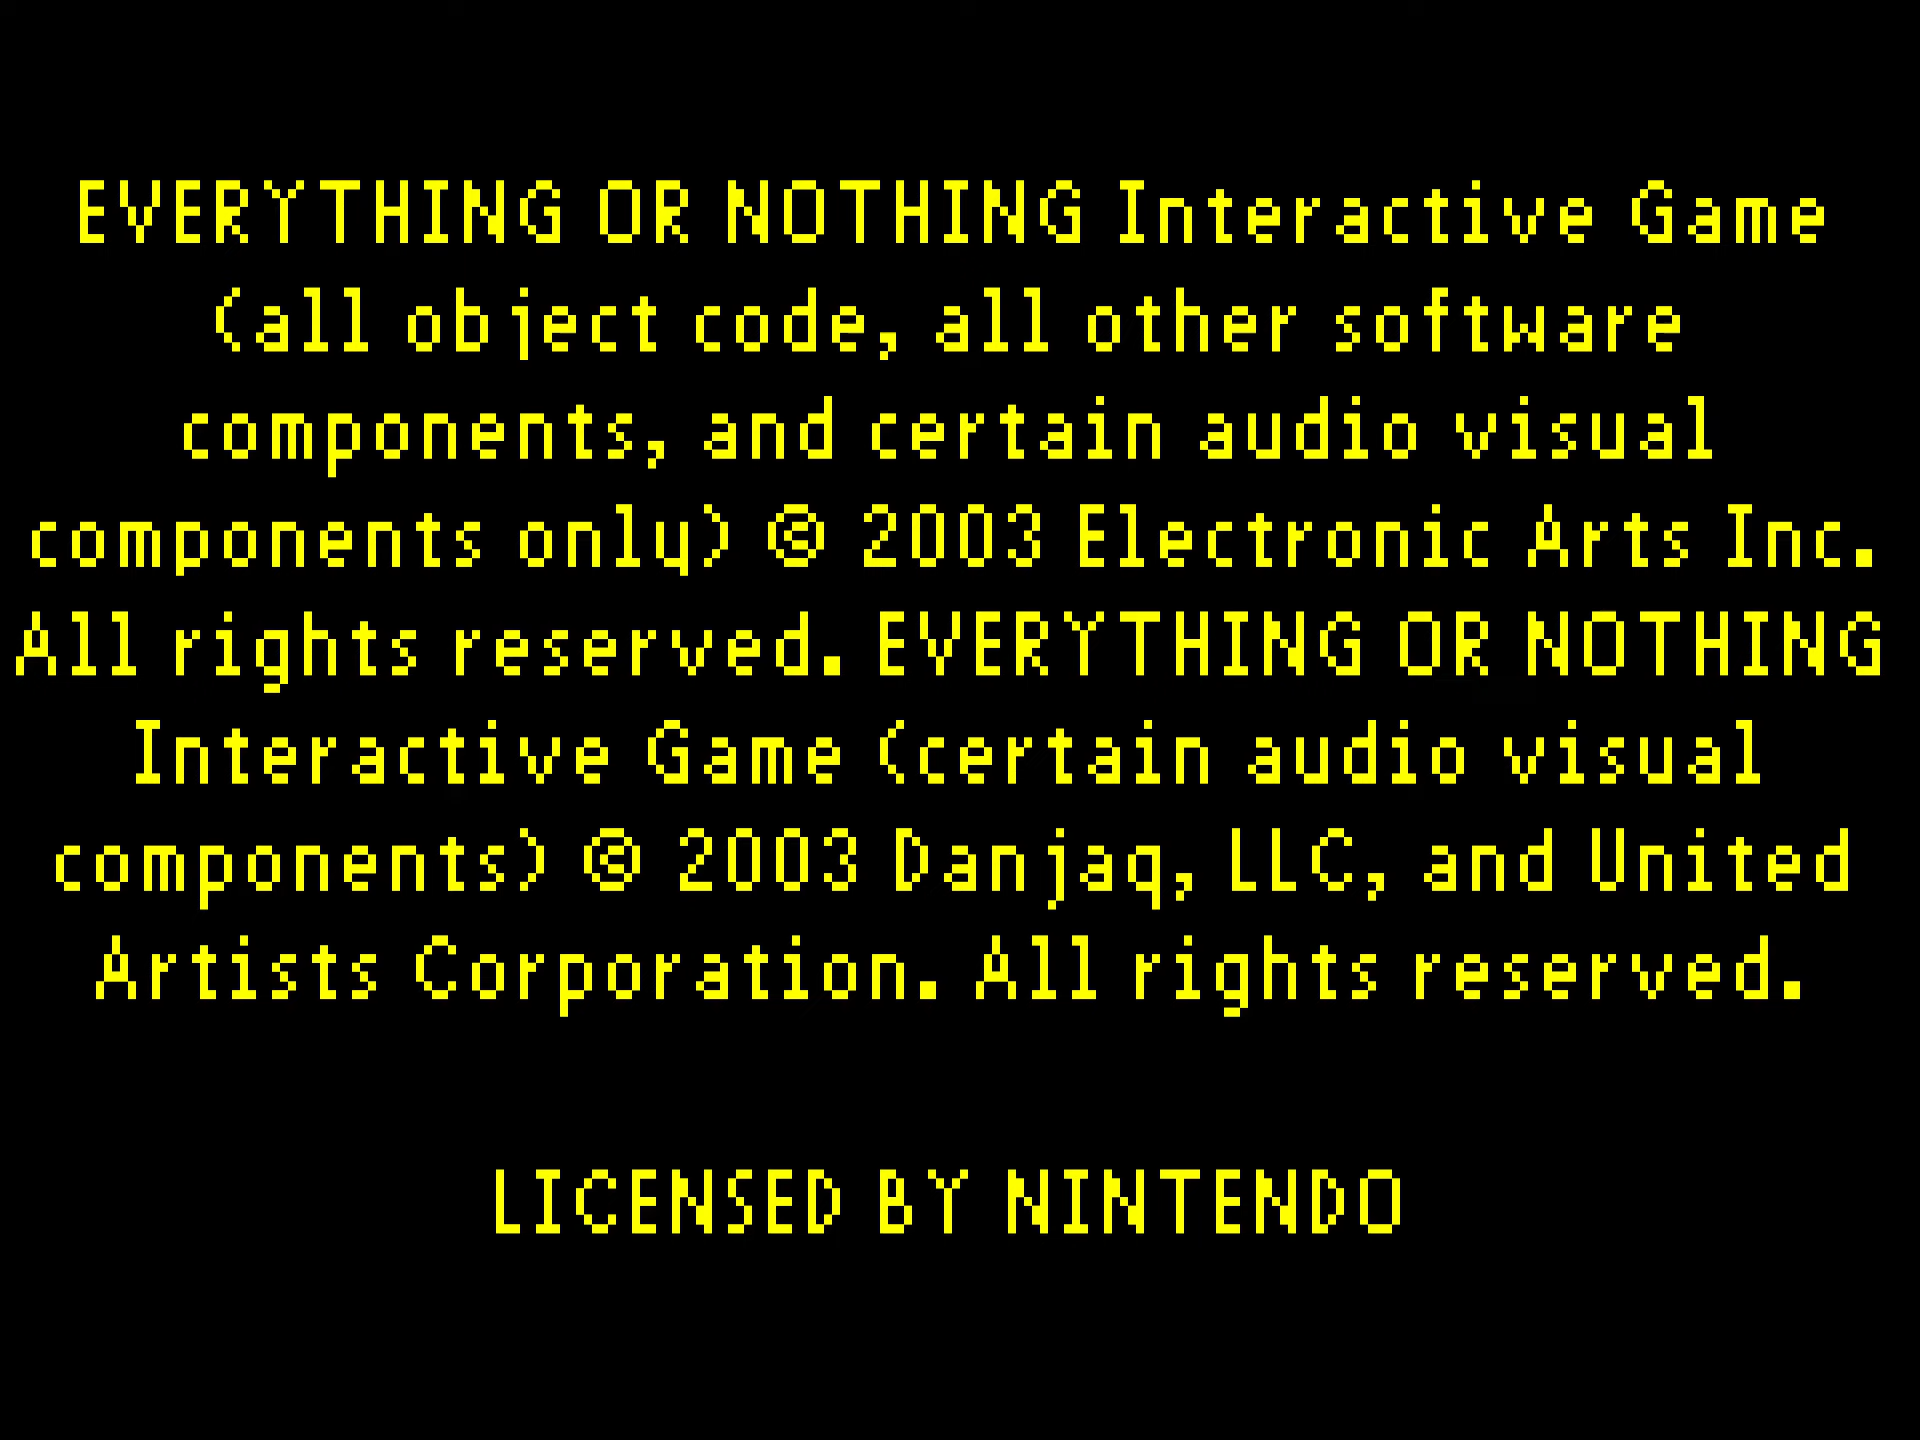 EVERYTHING OR NOTHING Interactive Game
(all object code, all other software
components, and certain audio visual
components only) © 2003 Electronic Arts Inc.
All rights reserved. EVERYTHING OR NOTHING
Interactive Game (certain audio visual
components) © 2003 Danjaq, LLC, and United
Artists Corporation. All rights reserved.
LICENSED BY NINTENDO